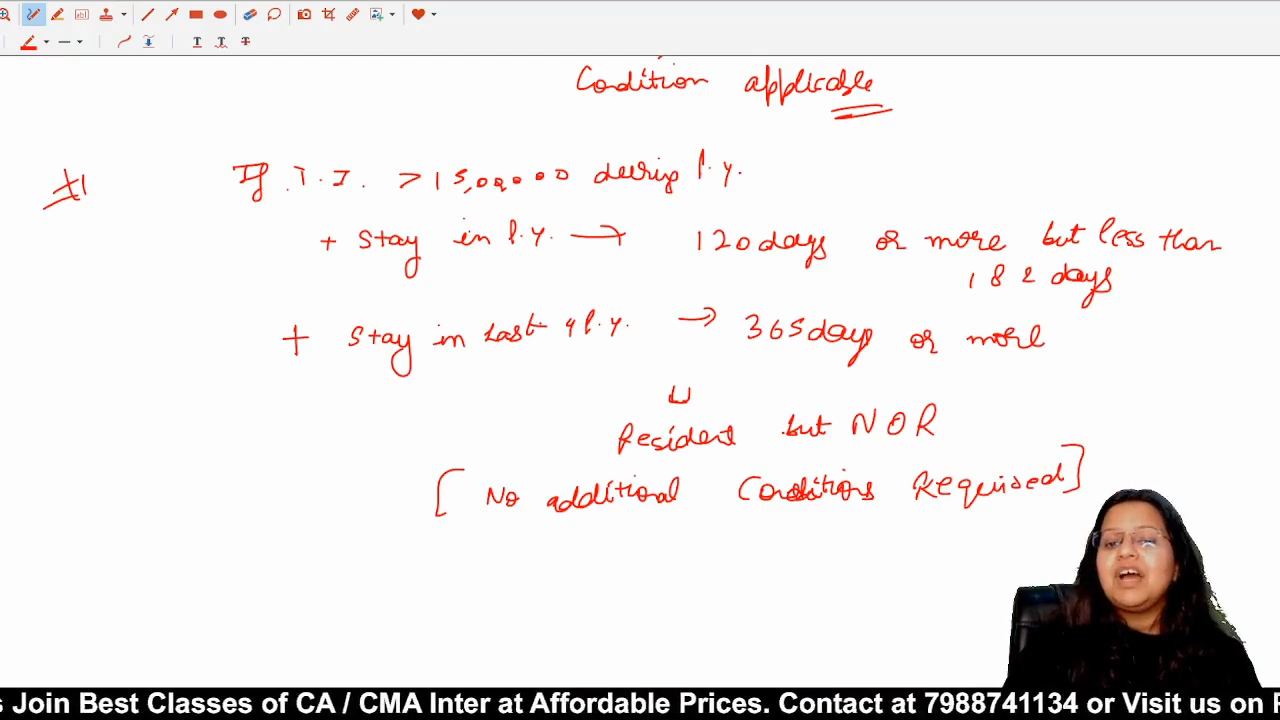 Condition applicable
If T.I. > 15,00,000 during P.Y.
+ Stay in P.Y. → 120 days or more but less than
182 days
+ Stay in last 4 P.Y. → 365 days or more
Resident but NOR
[No additional Conditions Required]
s Join Best Classes of CA / CMA Inter at Affordable Prices. Contact at 7988741134 or Visit us on